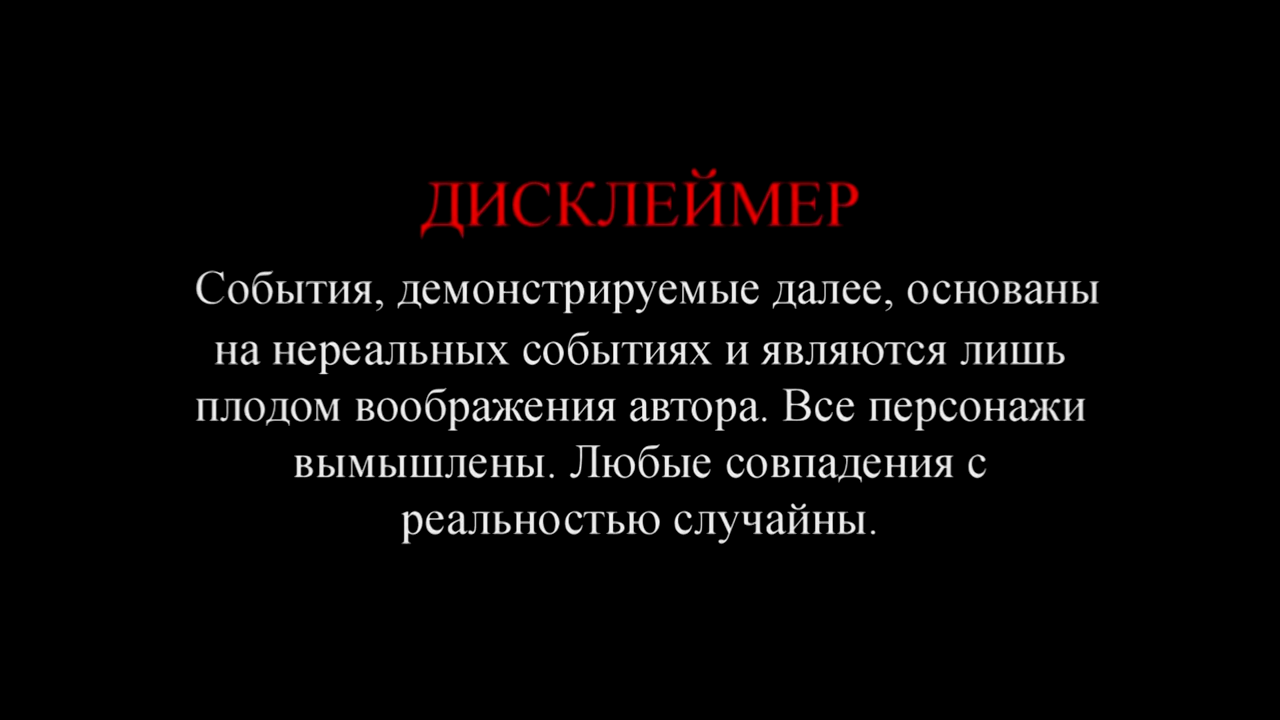 ДИСКЛЕЙМЕР
События, демонстрируемые далее, основаны
на нереальных событиях и являются лишь
плодом воображения автора. Все персонажи
вымышлены. Любые совпадения с
реальностью случайны.